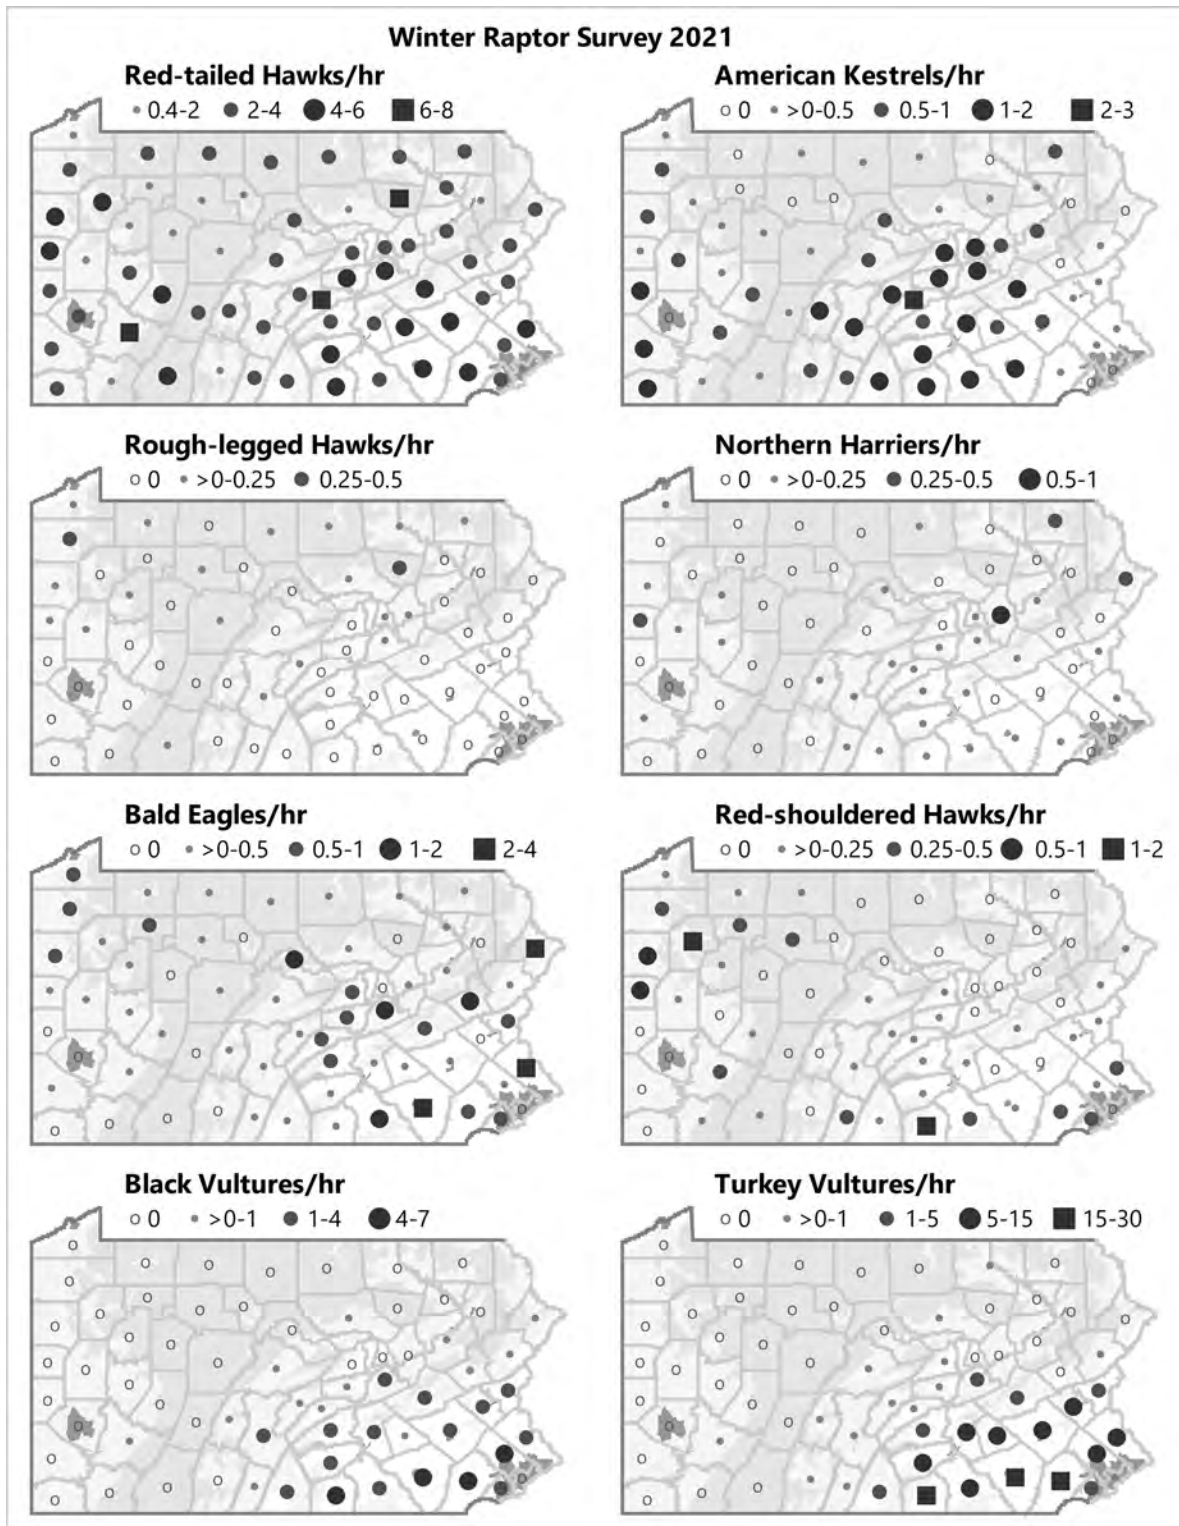 Winter Raptor Survey 2021
Red-tailed Hawks/hr
0.4-2 2-4 4-6 6-8
American Kestrels/hr
0 >0-0.5 0.5-1 1-2 2-3
Rough-legged Hawks/hr
0 >0-0.25 0.25-0.5
Northern Harriers/hr
0 >0-0.25 0.25-0.5 0.5-1
Bald Eagles/hr
0 >0-0.5 0.5-1 1-2 2-4
Red-shouldered Hawks/hr
0 >0-0.25 0.25-0.5 0.5-1 1-2
Black Vultures/hr
0 >0-1 1-4 4-7
Turkey Vultures/hr
0 >0-1 1-5 5-15 15-30